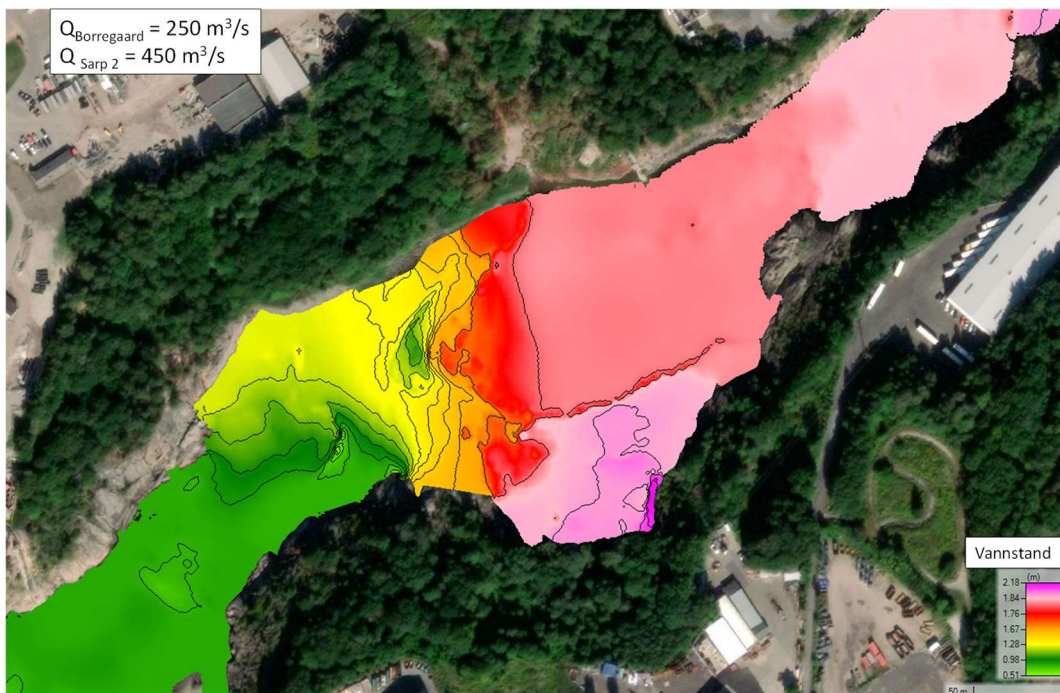 Q Borregaard = 250 m³/s
Q Sarp 2 = 450 m³/s
Vannstand
(m)
2.18
1.84
1.76
1.67
1.28
0.98
0.51
50 m